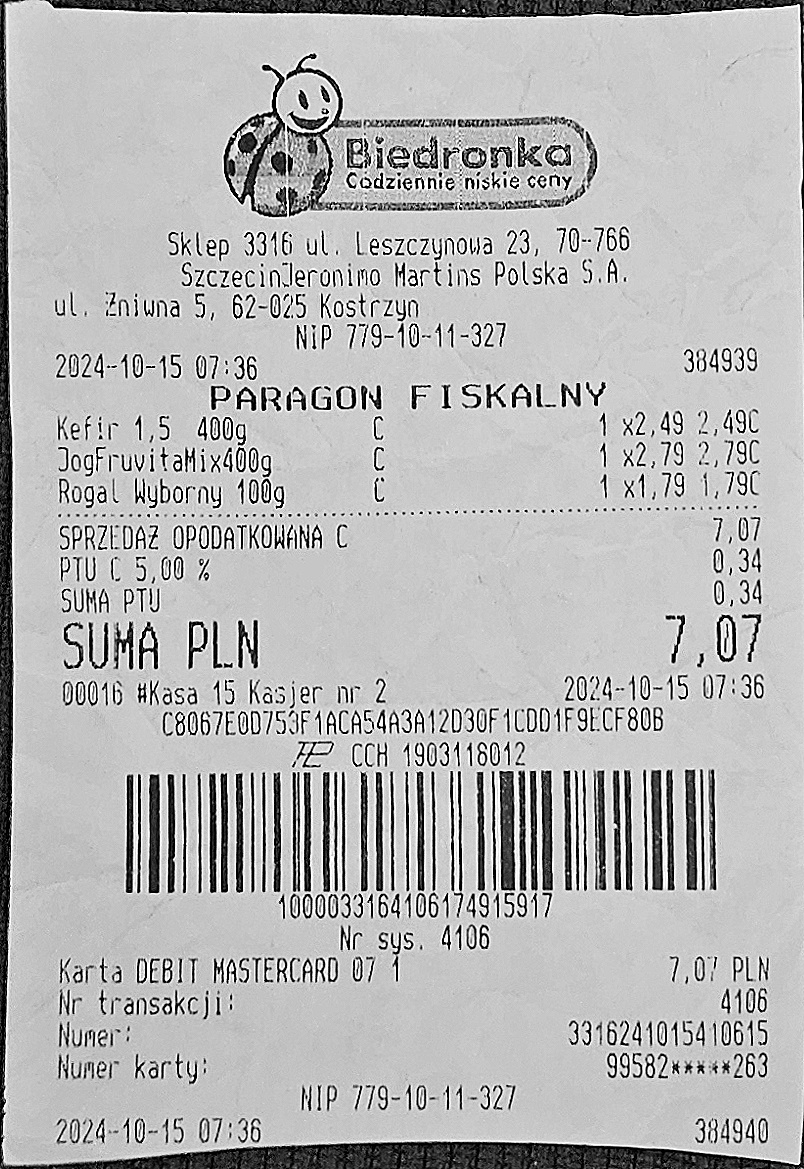 Biedronka
Codziennie niskie ceny
Sklep 3316 ul. Leszczynowa 23, 70-766
SzczecinJeronimo Martins Polska S.A.
ul. Żniwna 5, 62-025 Kostrzyn
NIP 779-10-11-327
2024-10-15 07:36 384939
PARAGON FISKALNY
Kefir 1,5 400g C 1 x2,49 2,49C
JogFruvitaMix400g C 1 x2,79 2,79C
Rogal Wyborny 100g C 1 x1,79 1,79C
SPRZEDAŻ OPODATKOWANA C 7,07
PTU C 5,00 % 0,34
SUMA PTU 0,34
SUMA PLN 7,07
00016 #Kasa 15 Kasjer nr 2 2024-10-15 07:36
C8067E0D753F1ACA54A3A12D30F1CDD1F9ECF80B
CCH 1903118012
1000033164106174915917
Nr sys. 4106
Karta DEBIT MASTERCARD 07 1 7,07 PLN
Nr transakcji: 4106
Numer: 3316241015410615
Numer karty: 99582*****263
NIP 779-10-11-327
2024-10-15 07:36 384940